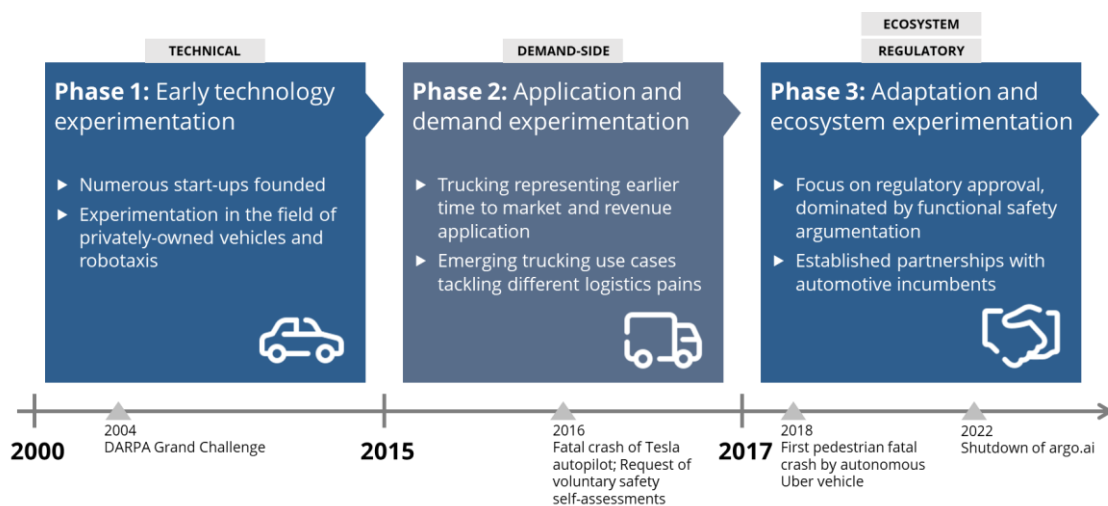 TECHNICAL
Phase 1: Early technology
experimentation
Numerous start-ups founded
Experimentation in the field of
privately-owned vehicles and
robotaxis
DEMAND-SIDE
Phase 2: Application and
demand experimentation
Trucking representing earlier
time to market and revenue
application
Emerging trucking use cases
tackling different logistics pains
ECOSYSTEM
REGULATORY
Phase 3: Adaptation and
ecosystem experimentation
Focus on regulatory approval,
dominated by functional safety
argumentation
Established partnerships with
automotive incumbents
2000
2004
DARPA Grand Challenge
2015
2016
Fatal crash of Tesla
autopilot; Request of
voluntary safety
self-assessments
2017
2018
First pedestrian fatal
crash by autonomous
Uber vehicle
2022
Shutdown of argo.ai